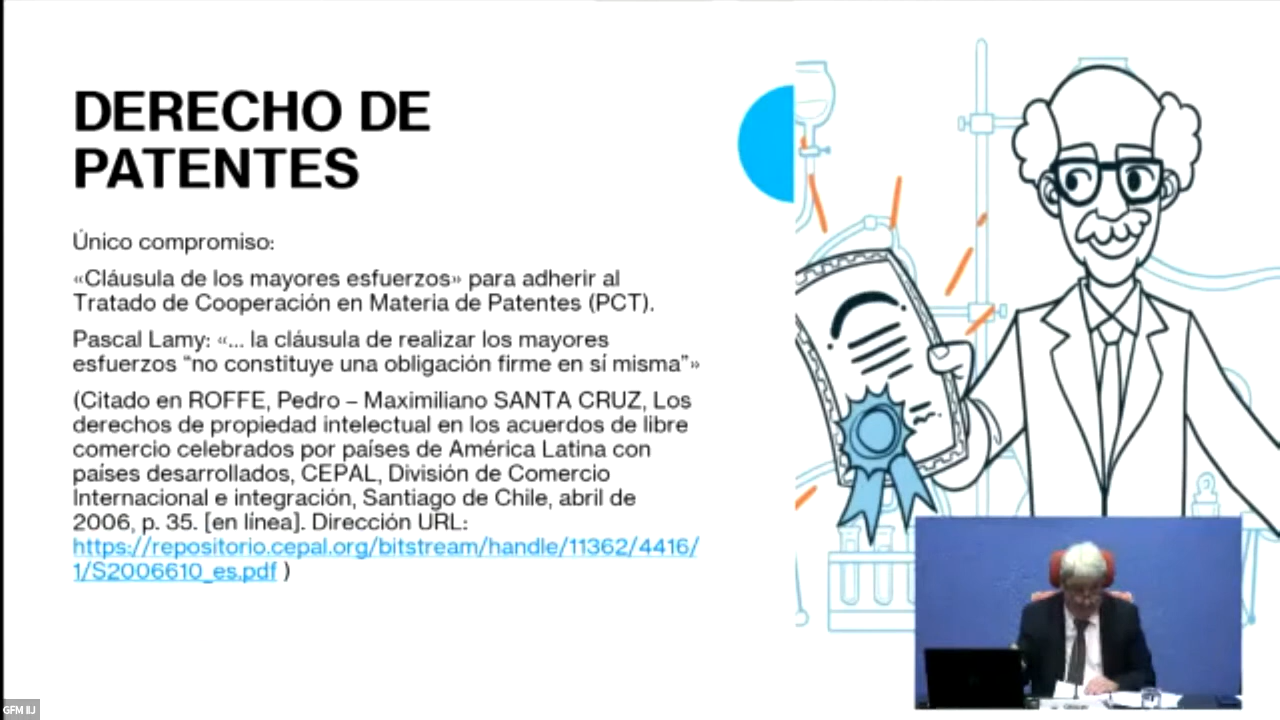 DERECHO DE
PATENTES
Único compromiso:
«Cláusula de los mayores esfuerzos» para adherir al
Tratado de Cooperación en Materia de Patentes (PCT).
Pascal Lamy: «... la cláusula de realizar los mayores
esfuerzos “no constituye una obligación firme en sí misma”»
(Citado en ROFFE, Pedro – Maximiliano SANTA CRUZ, Los
derechos de propiedad intelectual en los acuerdos de libre
comercio celebrados por países de América Latina con
países desarrollados, CEPAL, División de Comercio
Internacional e integración, Santiago de Chile, abril de
2006, p. 35. [en línea]. Dirección URL:
https://repositorio.cepal.org/bitstream/handle/11362/4416/
1/S2006610_es.pdf )
GFM IIJ